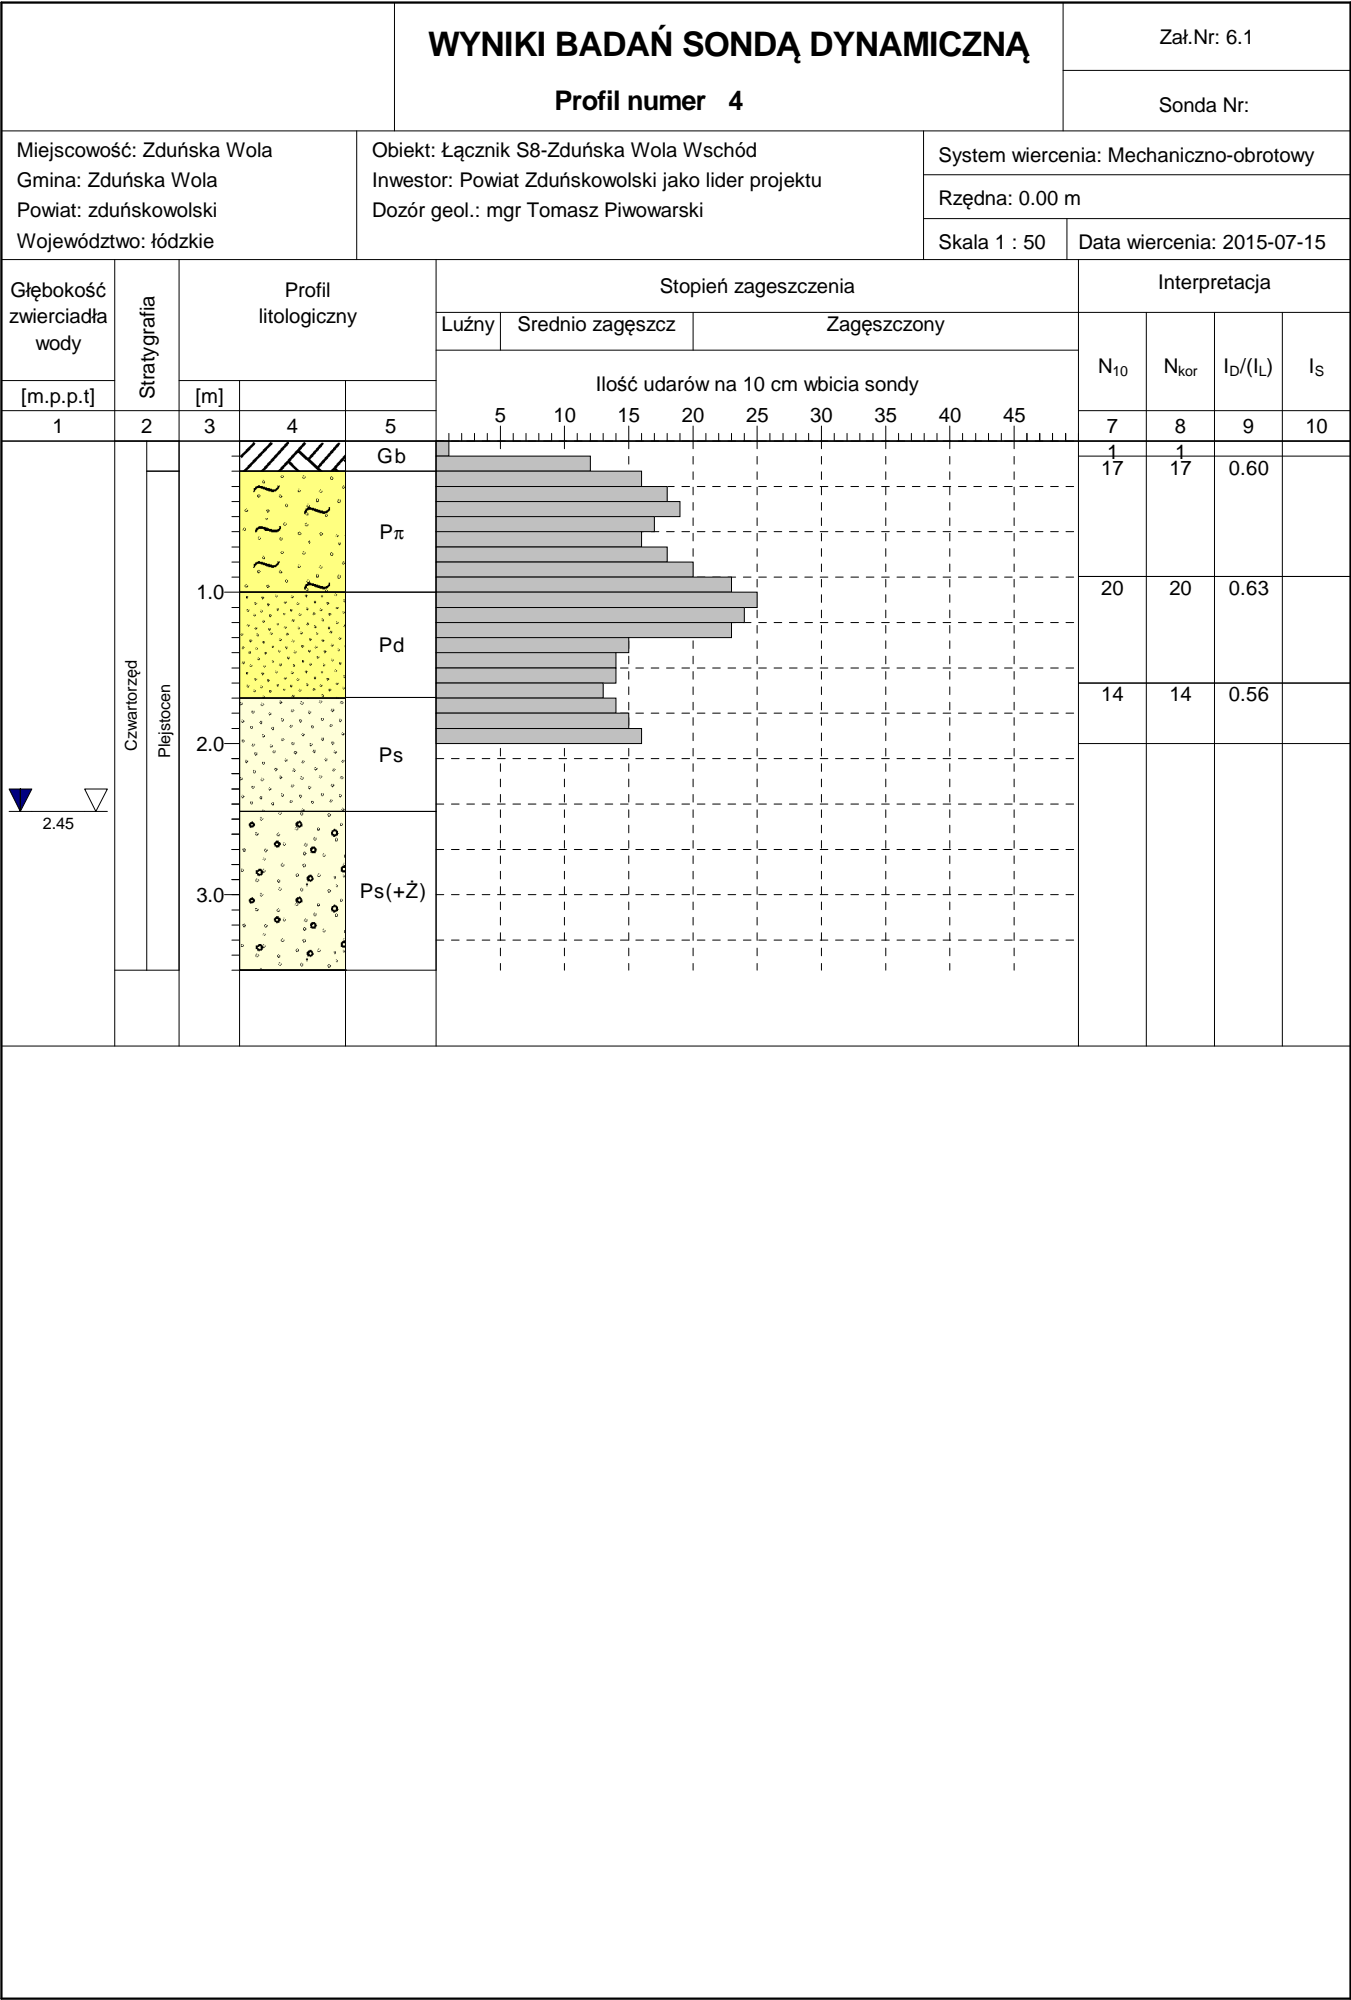 WYNIKI BADAŃ SONDĄ DYNAMICZNĄ
Profil numer 4
Zał.Nr: 6.1
Sonda Nr:
Miejscowość: Zduńska Wola
Gmina: Zduńska Wola
Powiat: zduńskowolski
Województwo: łódzkie
Obiekt: Łącznik S8-Zduńska Wola Wschód
Inwestor: Powiat Zduńskowolski jako lider projektu
Dozór geol.: mgr Tomasz Piwowarski
System wiercenia: Mechaniczno-obrotowy
Rzędna: 0.00 m
Skala 1 : 50
Data wiercenia: 2015-07-15
Głębokość
zwierciadła
wody
[m.p.p.t]
Stratygrafia
Profil
litologiczny
[m]
Stopień zageszczenia
Luźny
Srednio zagęszcz
Zagęszczony
Ilość udarów na 10 cm wbicia sondy
5 10 15 20 25 30 35 40 45
Interpretacja
N10 Nkor ID/(IL) IS
1 2 3 4 5 7 8 9 10
Gb
1 1
17 17 0.60
Pπ
1.0
20 20 0.63
Pd
14 14 0.56
Czwartorzęd
Plejstocen
2.0
Ps
2.45
3.0
Ps(+Ż)